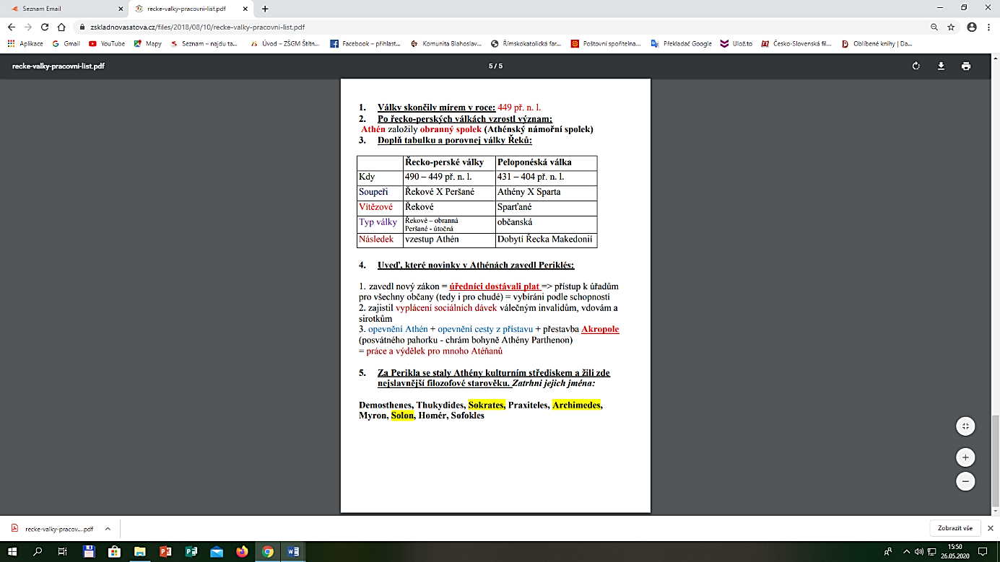 Seznam Email
recke-valky-pracovni-list.pdf
zskladnovasatova.cz/files/2018/08/10/recke-valky-pracovni-list.pdf
Aplikace Gmail YouTube Mapy Seznam – najdu ta... Úvod – ZŠGM Štítn... Facebook – přihlast... Komunita Blahoslav... Římskokatolická far... Poštovní spořitelna... Překladač Google Ulož.to Česko-Slovenská fil... Oblíbené knihy | Da...
recke-valky-pracovni-list.pdf 5 / 5
1. Války skončily mírem v roce: 449 př. n. l.
2. Po řecko-perských válkách vzrostl význam:
Athén založily obranný spolek (Athénský námořní spolek)
3. Doplň tabulku a porovnej války Řeků:
Řecko-perské války Peloponéská válka
Kdy 490 – 449 př. n. l. 431 – 404 př. n. l.
Soupeři Řekové X Peršané Athény X Sparta
Vítězové Řekové Sparťané
Typ války Řekové – obranná občanská
Peršané - útočná
Následek vzestup Athén Dobytí Řecka Makedonií
4. Uveď, které novinky v Athénách zavedl Periklés:
1. zavedl nový zákon = úředníci dostávali plat => přístup k úřadům
pro všechny občany (tedy i pro chudé) = vybíráni podle schopností
2. zajistil vyplácení sociálních dávek válečným invalidům, vdovám a
sirotkům
3. opevnění Athén + opevnění cesty z přístavu + přestavba Akropole
(posvátného pahorku - chrám bohyně Athény Parthenon)
= práce a výdělek pro mnoho Atéňanů
5. Za Perikla se staly Athény kulturním střediskem a žili zde
nejslavnější filozofové starověku. Zatrhni jejich jména:
Demosthenes, Thukydides, Sokrates, Praxiteles, Archimedes,
Myron, Solon, Homér, Sofokles
recke-valky-pracov....pdf Zobrazit vše
15:50
26.05.2020